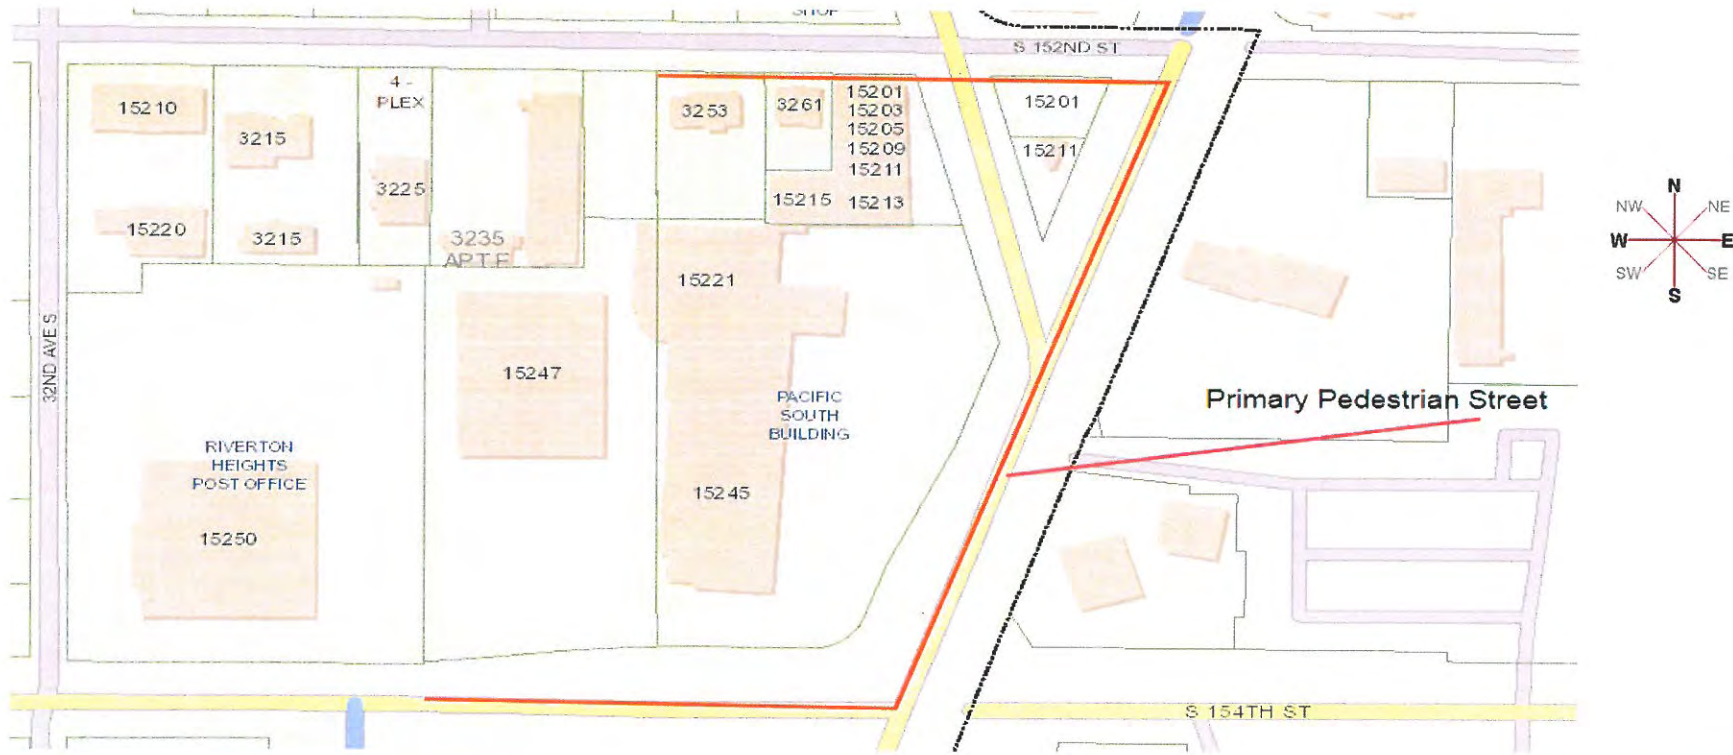 SHOP
S 152ND ST
4 -
PLEX
15210
3215
3225
15220
3215
3235
APT F
3253
3261
15201
15203
15205
15209
15211
15215
15213
15201
15211
N
NW
NE
W
E
SW
SE
S
32ND AVE S
15221
15247
PACIFIC
SOUTH
BUILDING
Primary Pedestrian Street
RIVERTON
HEIGHTS
POST OFFICE
15245
15250
S 154TH ST